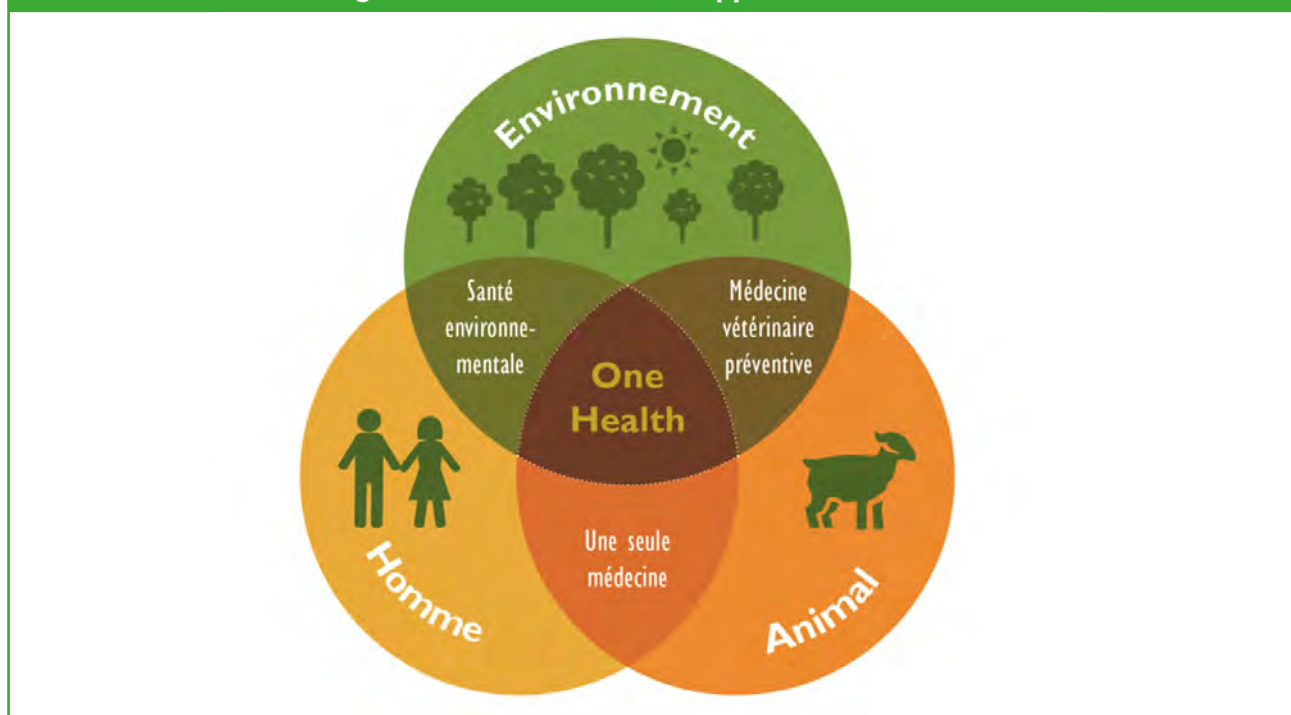 Environnement
Santé
environne-
mentale
Médecine
vétérinaire
préventive
One
Health
Une seule
médecine
Homme
Animal